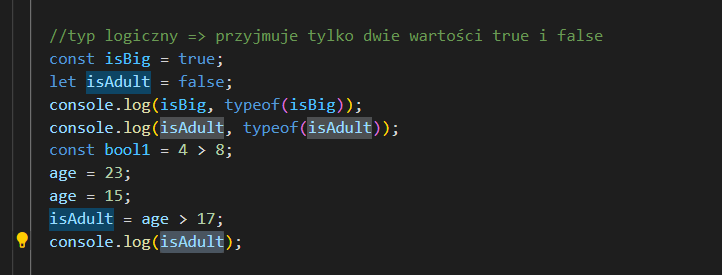 //typ logiczny => przyjmuje tylko dwie wartości true i false
const isBig = true;
let isAdult = false;
console.log(isBig, typeof(isBig));
console.log(isAdult, typeof(isAdult));
const bool1 = 4 > 8;
age = 23;
age = 15;
isAdult = age > 17;
console.log(isAdult);